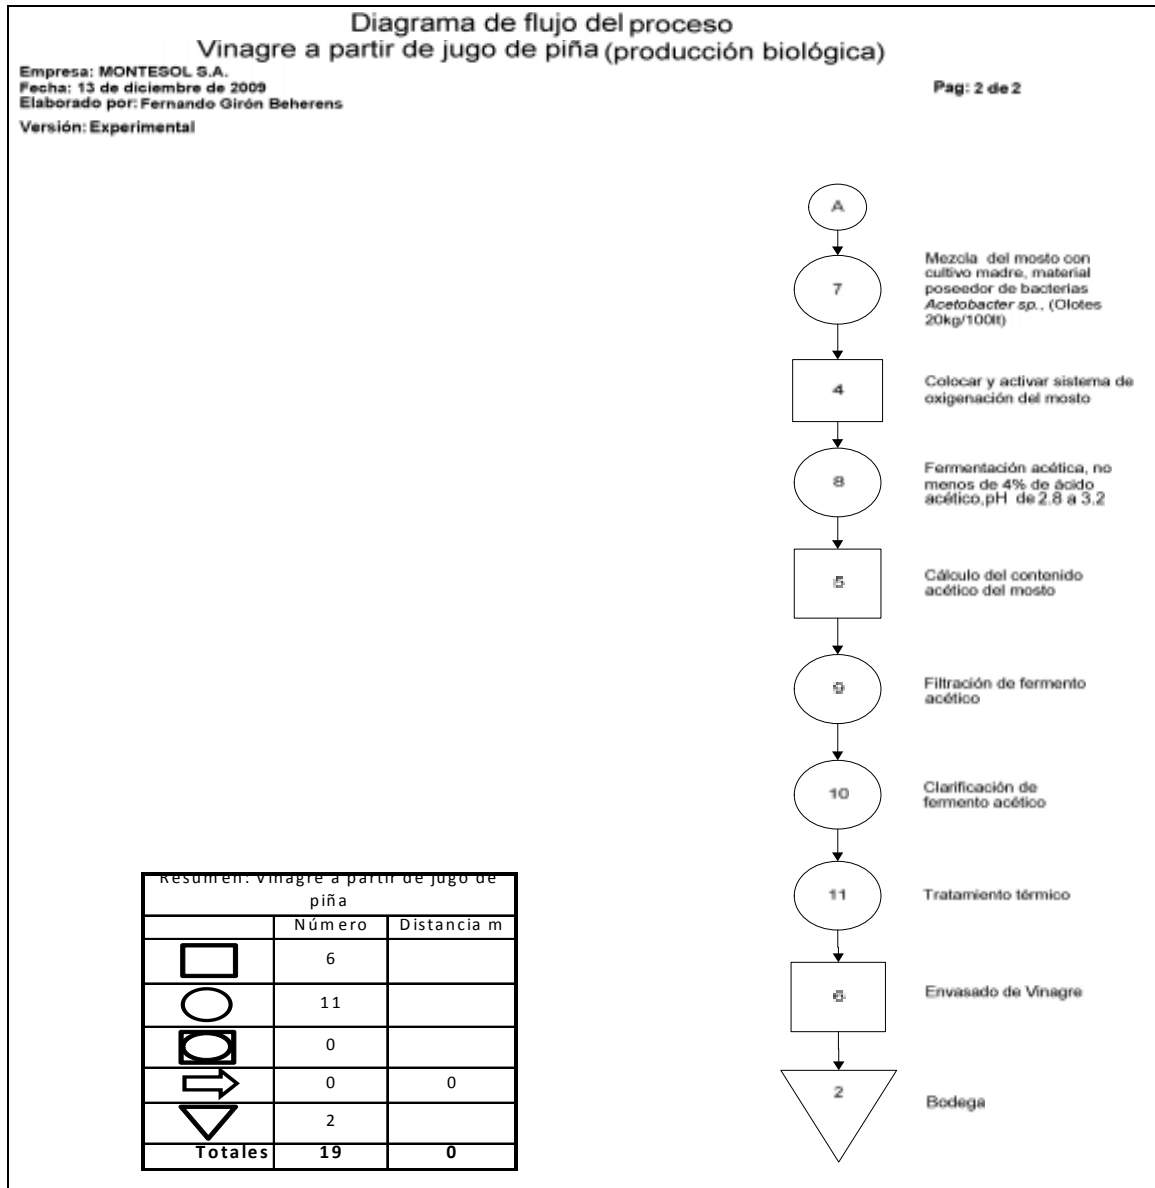 Diagrama de flujo del proceso
Vinagre a partir de jugo de piña (producción biológica)
Empresa: MONTESOL S.A.
Fecha: 13 de diciembre de 2009
Elaborado por: Fernando Girón Beherens
Versión: Experimental
Pag: 2 de 2
A
7
Mezcla del mosto con
cultivo madre, material
poseedor de bacterias
Acetobacter sp., (Olotes
20kg/100lt)
4
Colocar y activar sistema de
oxigenación del mosto
8
Fermentación acética, no
menos de 4% de ácido
acético,pH de 2.8 a 3.2
5
Cálculo del contenido
acético del mosto
9
Filtración de fermento
acético
10
Clarificación de
fermento acético
11
Tratamiento térmico
6
Envasado de Vinagre
2
Bodega
Resumen: Vinagre a partir de jugo de
piña
Número Distancia m
6
11
0
0 0
2
Totales 19 0